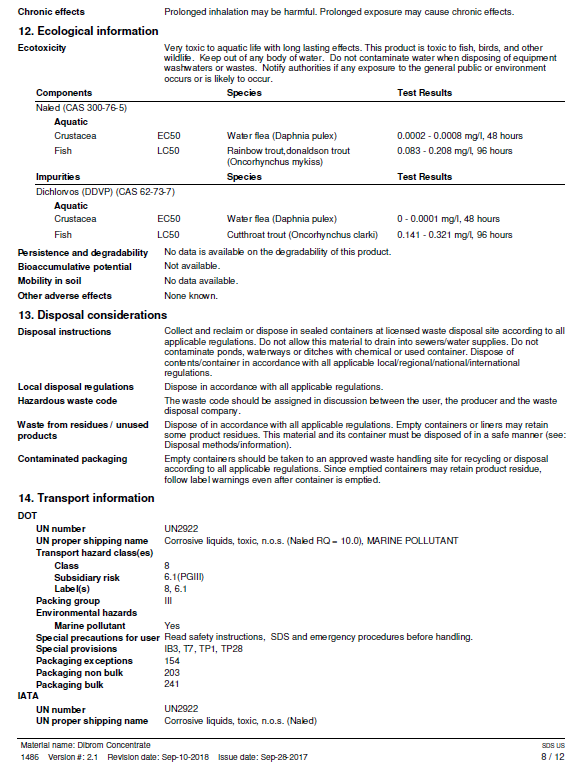 Chronic effects Prolonged inhalation may be harmful. Prolonged exposure may cause chronic effects.
12. Ecological information
Ecotoxicity Very toxic to aquatic life with long lasting effects. This product is toxic to fish, birds, and other
wildlife. Keep out of any body of water. Do not contaminate water when disposing of equipment
washwaters or wastes. Notify authorities if any exposure to the general public or environment
occurs or is likely to occur.
Components Species Test Results
Naled (CAS 300-76-5)
Aquatic
Crustacea EC50 Water flea (Daphnia pulex) 0.0002 - 0.0008 mg/l, 48 hours
Fish LC50 Rainbow trout,donaldson trout 0.083 - 0.208 mg/l, 96 hours
(Oncorhynchus mykiss)
Impurities Species Test Results
Dichlorvos (DDVP) (CAS 62-73-7)
Aquatic
Crustacea EC50 Water flea (Daphnia pulex) 0 - 0.0001 mg/l, 48 hours
Fish LC50 Cutthroat trout (Oncorhynchus clarki) 0.141 - 0.321 mg/l, 96 hours
Persistence and degradability No data is available on the degradability of this product.
Bioaccumulative potential Not available.
Mobility in soil No data available.
Other adverse effects None known.
13. Disposal considerations
Disposal instructions Collect and reclaim or dispose in sealed containers at licensed waste disposal site according to all
applicable regulations. Do not allow this material to drain into sewers/water supplies. Do not
contaminate ponds, waterways or ditches with chemical or used container. Dispose of
contents/container in accordance with all applicable local/regional/national/international
regulations.
Local disposal regulations Dispose in accordance with all applicable regulations.
Hazardous waste code The waste code should be assigned in discussion between the user, the producer and the waste
disposal company.
Waste from residues / unused Dispose of in accordance with all applicable regulations. Empty containers or liners may retain
products some product residues. This material and its container must be disposed of in a safe manner (see:
Disposal methods/information).
Contaminated packaging Empty containers should be taken to an approved waste handling site for recycling or disposal
according to all applicable regulations. Since emptied containers may retain product residue,
follow label warnings even after container is emptied.
14. Transport information
DOT
UN number UN2922
UN proper shipping name Corrosive liquids, toxic, n.o.s. (Naled RQ = 10.0), MARINE POLLUTANT
Transport hazard class(es)
Class 8
Subsidiary risk 6.1(PGIII)
Label(s) 8, 6.1
Packing group III
Environmental hazards
Marine pollutant Yes
Special precautions for user Read safety instructions, SDS and emergency procedures before handling.
Special provisions IB3, T7, TP1, TP28
Packaging exceptions 154
Packaging non bulk 203
Packaging bulk 241
IATA
UN number UN2922
UN proper shipping name Corrosive liquids, toxic, n.o.s. (Naled)
Material name: Dibrom Concentrate SDS US
1486 Version #: 2.1 Revision date: Sep-10-2018 Issue date: Sep-28-2017 8 / 12